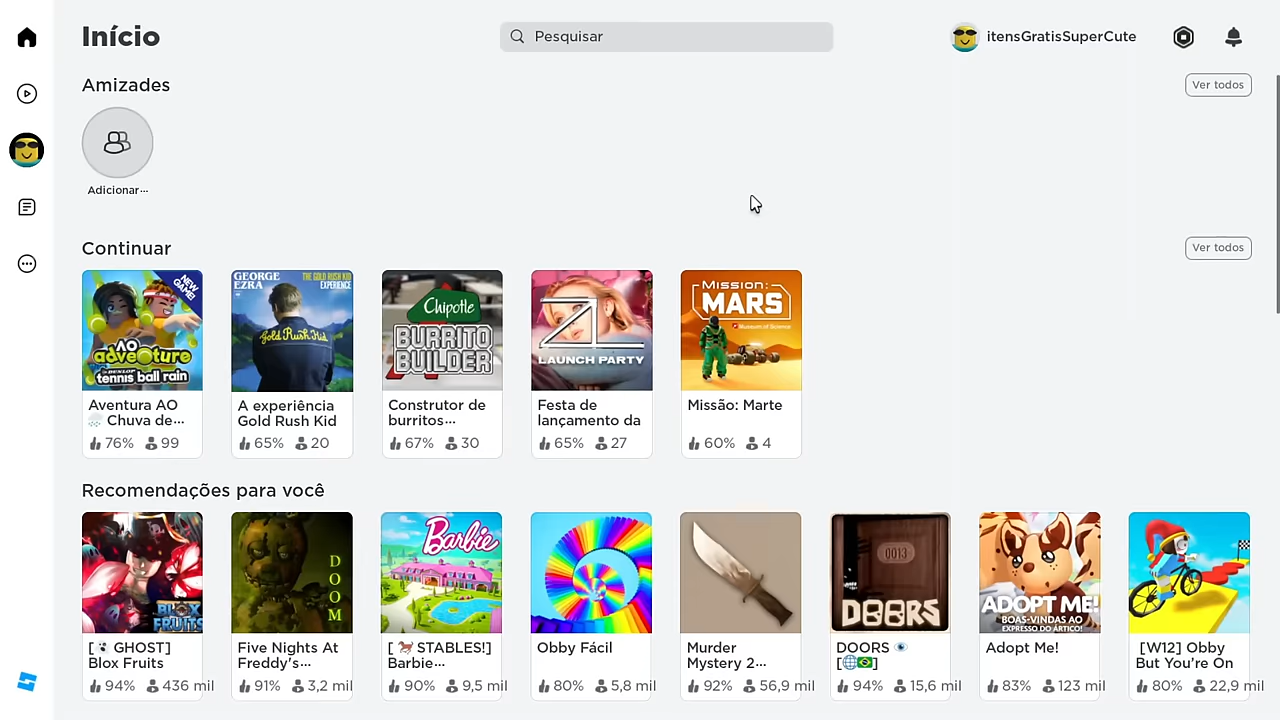 Início
Pesquisar
itensGratisSuperCute
Amizades
Ver todos
Adicionar...
Continuar
Ver todos
NEW GAME!
AO adventure
DUNLOP
tennis ball rain
GEORGE EZRA
THE GOLD RUSH KID EXPERIENCE
Gold Rush Kid
Chipotle
BURRITO BUILDER
LAUNCH PARTY
Mission:
MARS
Museum of Science
Aventura AO
Chuva de...
A experiência
Gold Rush Kid
Construtor de
burritos...
Festa de
lançamento da
Missão: Marte
76% 99
65% 20
67% 30
65% 27
60% 4
Recomendações para você
BLOX FRUITS
DOOM
Barbie
0013
DOORS
ADOPT ME!
BOAS-VINDAS AO
EXPRESSO DO ÁRTICO!
[👻 GHOST]
Blox Fruits
Five Nights At
Freddy's...
[ 🐎 STABLES!]
Barbie...
Obby Fácil
Murder
Mystery 2...
DOORS 👁
[🌐🇧🇷]
Adopt Me!
[W12] Obby
But You're On
94% 436 mil
91% 3,2 mil
90% 9,5 mil
80% 5,8 mil
92% 56,9 mil
94% 15,6 mil
83% 123 mil
80% 22,9 mil